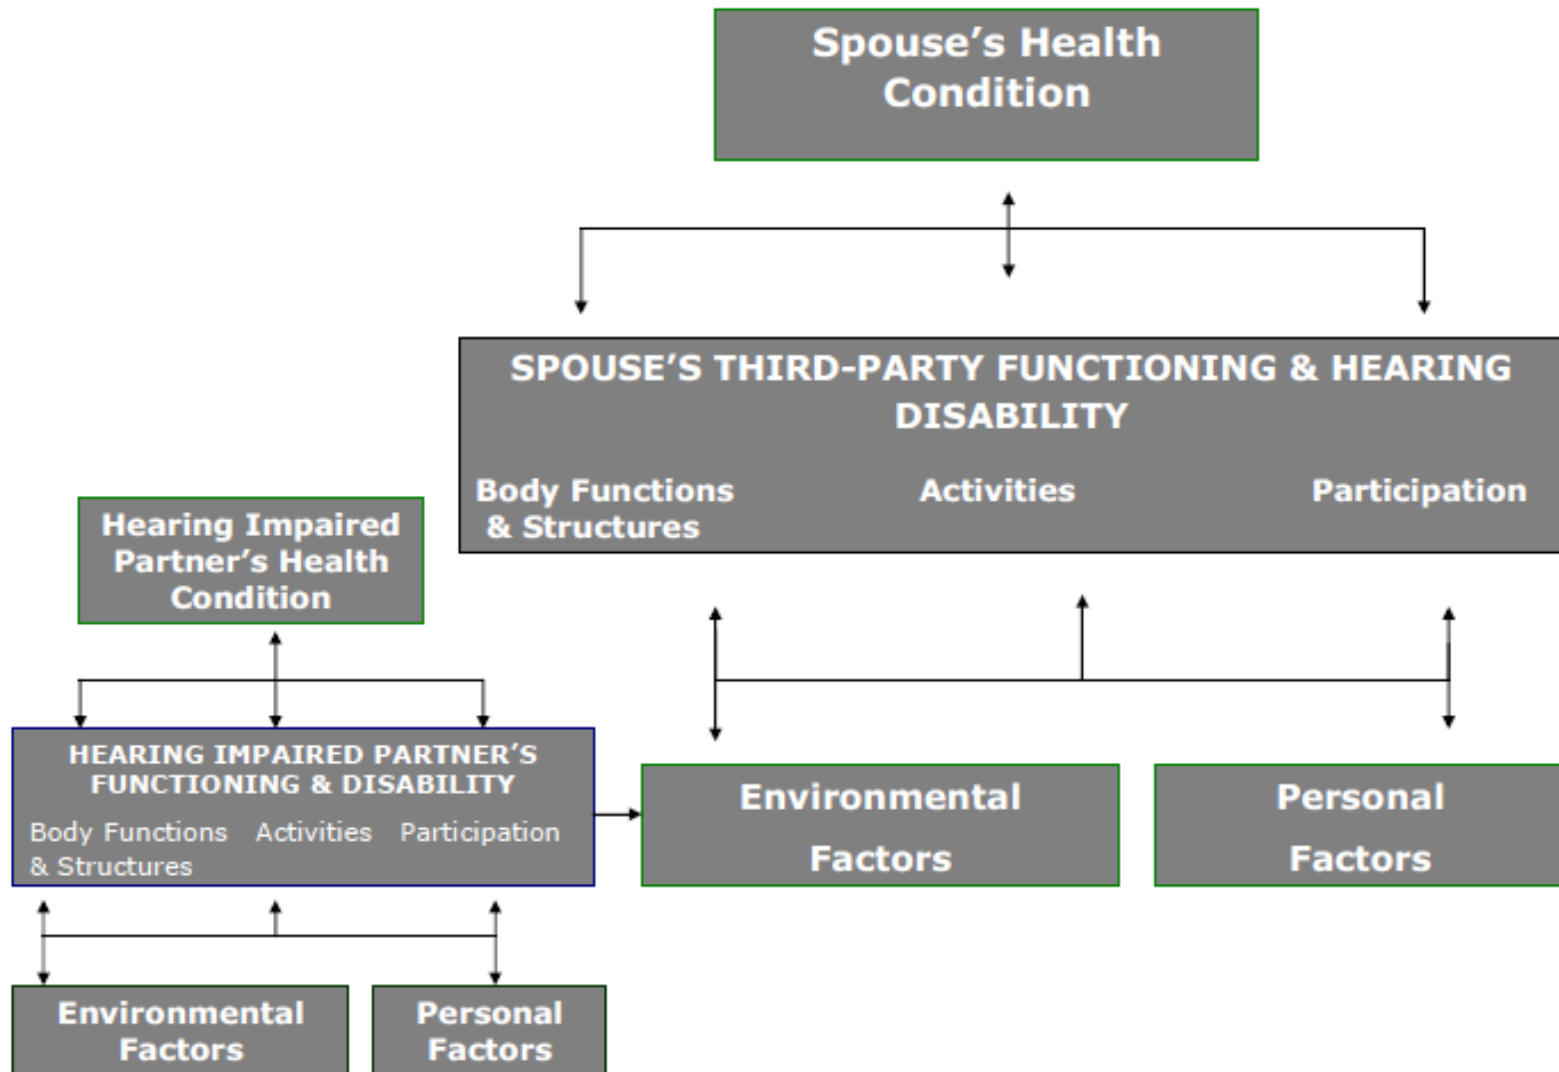 Spouse’s Health
Condition
SPOUSE’S THIRD-PARTY FUNCTIONING & HEARING
DISABILITY
Body Functions Activities Participation
& Structures
Hearing Impaired
Partner’s Health
Condition
HEARING IMPAIRED PARTNER’S
FUNCTIONING & DISABILITY
Body Functions Activities Participation
& Structures
Environmental
Factors
Personal
Factors
Environmental
Factors
Personal
Factors